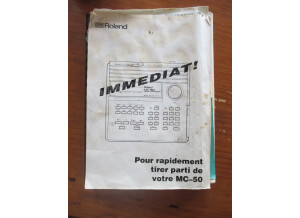 Roland
IMMEDIAT!
Pour rapidement
tirer parti de
votre MC-50